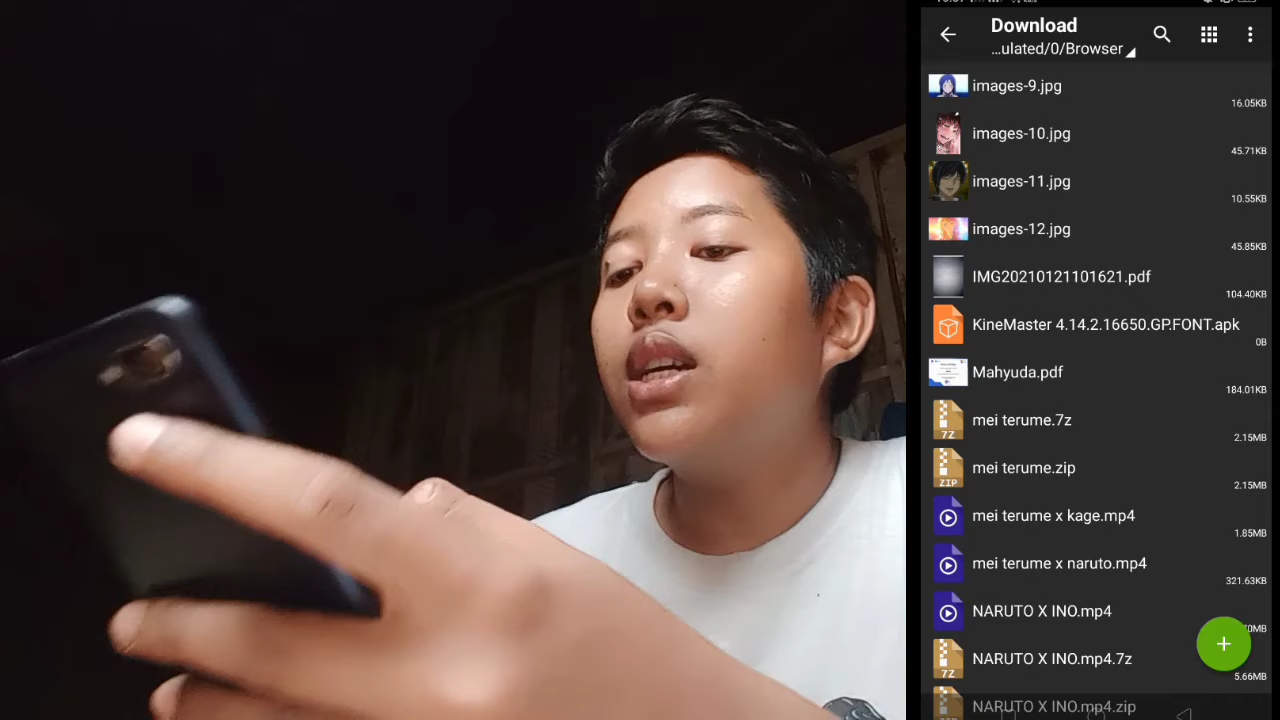 Download
...ulated/0/Browser
images-9.jpg
16.05KB
images-10.jpg
45.71KB
images-11.jpg
10.55KB
images-12.jpg
45.85KB
IMG20210121101621.pdf
104.40KB
KineMaster 4.14.2.16650.GP.FONT.apk
0B
Mahyuda.pdf
184.01KB
mei terume.7z
7Z
2.15MB
mei terume.zip
ZIP
2.15MB
mei terume x kage.mp4
1.85MB
mei terume x naruto.mp4
321.63KB
NARUTO X INO.mp4
NARUTO X INO.mp4.7z
7Z
5.66MB
NARUTO X INO.mp4.zip